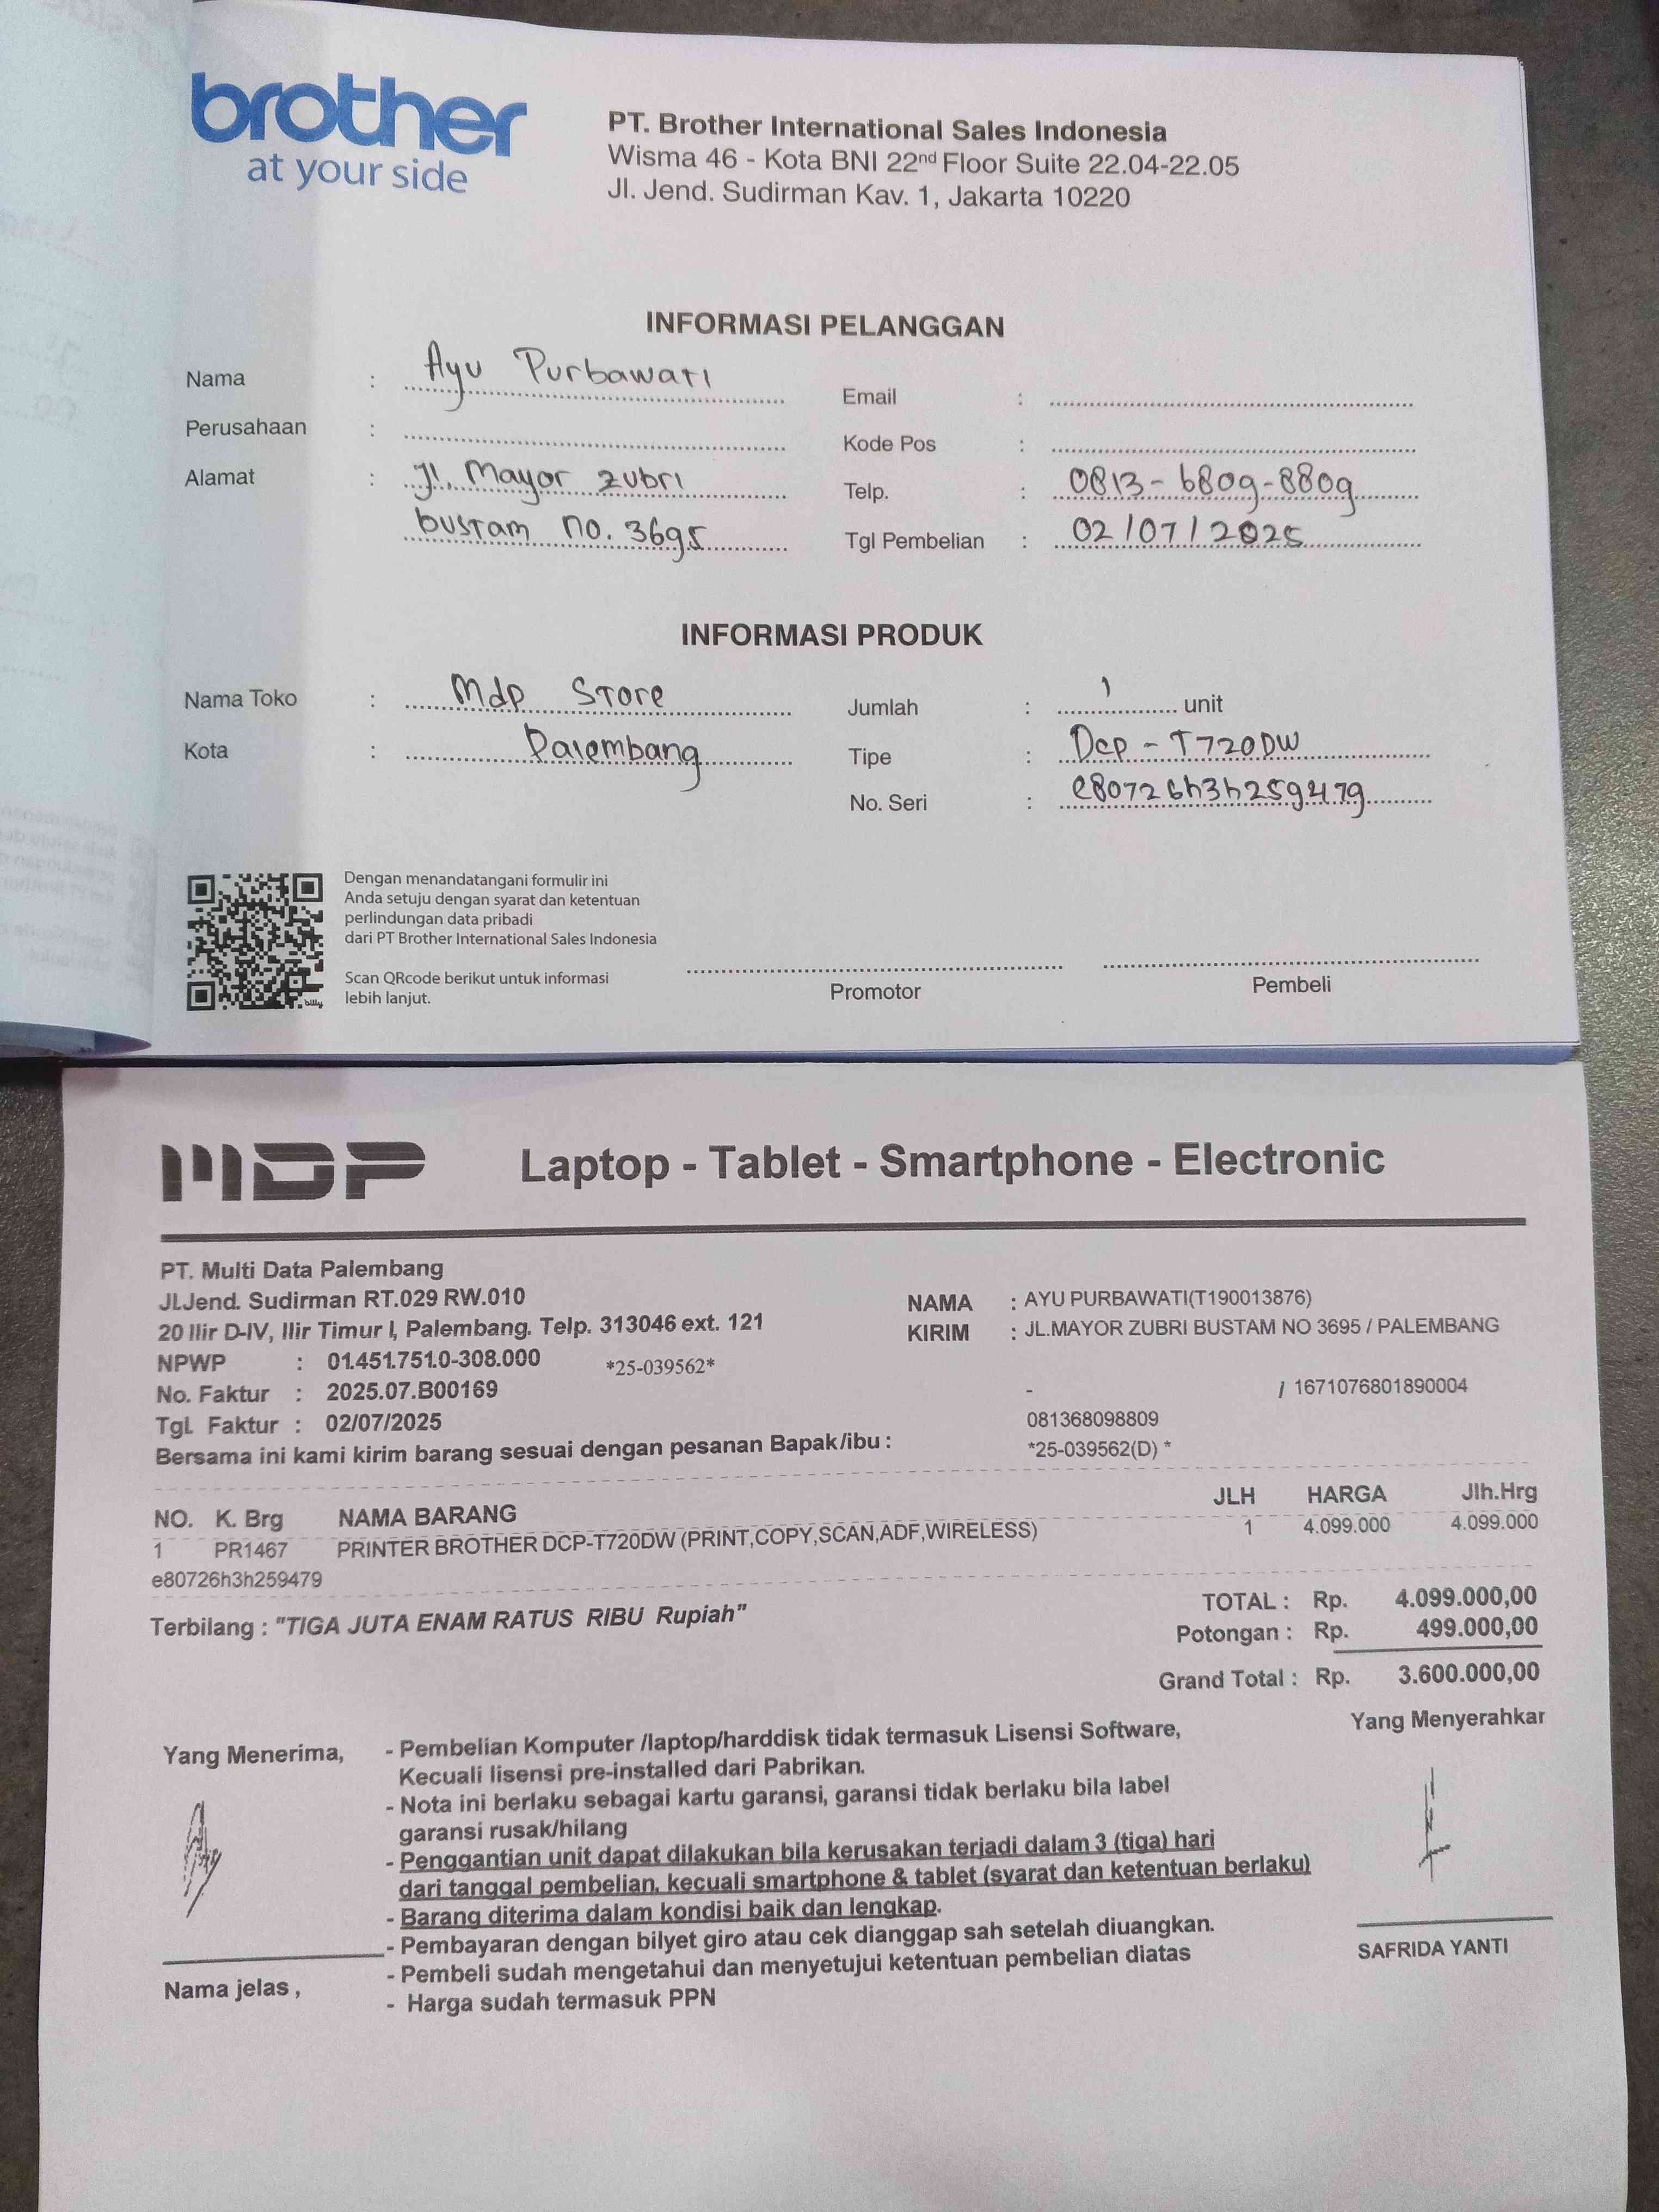 brother
at your side
PT. Brother International Sales Indonesia
Wisma 46 - Kota BNI 22nd Floor Suite 22.04-22.05
Jl. Jend. Sudirman Kav. 1, Jakarta 10220
INFORMASI PELANGGAN
Nama : Ayu Purbawati
Email :
Perusahaan :
Kode Pos :
Alamat : Jl. Mayor Zubri
Telp. : 0813-6809-8809
bustam no. 3695
Tgl Pembelian : 02/07/2025
INFORMASI PRODUK
Nama Toko : Mdp Store
Jumlah : 1 unit
Kota : Palembang
Tipe : Dcp - T720DW
No. Seri : e80726h3h259479
Dengan menandatangani formulir ini
Anda setuju dengan syarat dan ketentuan
perlindungan data pribadi
dari PT Brother International Sales Indonesia
Scan QRcode berikut untuk informasi
lebih lanjut.
billy
Promotor
Pembeli
MDP Laptop - Tablet - Smartphone - Electronic
PT. Multi Data Palembang
Jl.Jend. Sudirman RT.029 RW.010
20 Ilir D-IV, Ilir Timur I, Palembang. Telp. 313046 ext. 121
NPWP : 01.451.751.0-308.000 *25-039562*
No. Faktur : 2025.07.B00169
Tgl. Faktur : 02/07/2025
Bersama ini kami kirim barang sesuai dengan pesanan Bapak/ibu :
NAMA : AYU PURBAWATI(T190013876)
KIRIM : JL.MAYOR ZUBRI BUSTAM NO 3695 / PALEMBANG
- / 1671076801890004
081368098809
*25-039562(D) *
NO. K. Brg NAMA BARANG JLH HARGA Jlh.Hrg
1 PR1467 PRINTER BROTHER DCP-T720DW (PRINT,COPY,SCAN,ADF,WIRELESS) 1 4.099.000 4.099.000
e80726h3h259479
Terbilang : "TIGA JUTA ENAM RATUS RIBU Rupiah"
TOTAL : Rp. 4.099.000,00
Potongan : Rp. 499.000,00
Grand Total : Rp. 3.600.000,00
Yang Menerima,
- Pembelian Komputer /laptop/harddisk tidak termasuk Lisensi Software,
Kecuali lisensi pre-installed dari Pabrikan.
- Nota ini berlaku sebagai kartu garansi, garansi tidak berlaku bila label
garansi rusak/hilang
- Penggantian unit dapat dilakukan bila kerusakan terjadi dalam 3 (tiga) hari
dari tanggal pembelian, kecuali smartphone & tablet (syarat dan ketentuan berlaku)
- Barang diterima dalam kondisi baik dan lengkap.
- Pembayaran dengan bilyet giro atau cek dianggap sah setelah diuangkan.
- Pembeli sudah mengetahui dan menyetujui ketentuan pembelian diatas
- Harga sudah termasuk PPN
Nama jelas ,
Yang Menyerahkar
SAFRIDA YANTI